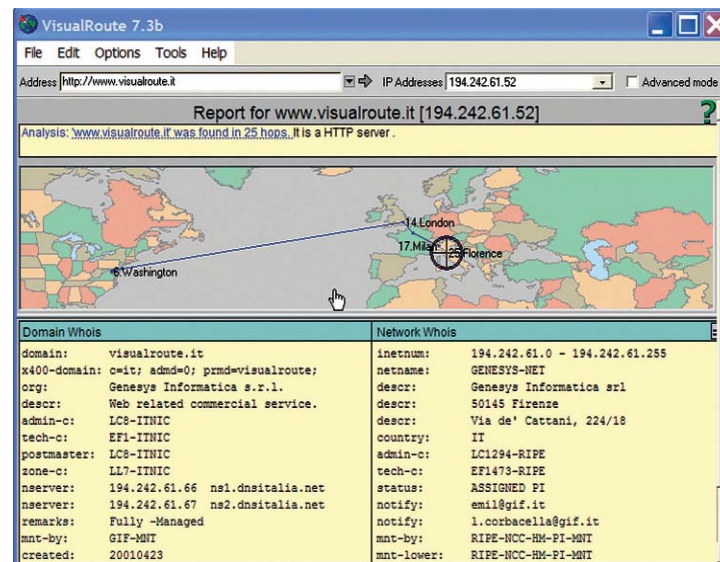 VisualRoute 7.3b
File Edit Options Tools Help
Address http://www.visualroute.it IP Addresses 194.242.61.52 Advanced mode
Report for www.visualroute.it [194.242.61.52] ?
Analysis: 'www.visualroute.it' was found in 25 hops. It is a HTTP server .
14.London
17.Milan
25.Florence
6.Washington
Domain Whois
domain: visualroute.it
x400-domain: c=it; admd=0; prmd=visualroute;
org: Genesys Informatica s.r.l.
descr: Web related commercial service.
admin-c: LC8-ITNIC
tech-c: EF1-ITNIC
postmaster: LC8-ITNIC
zone-c: LL7-ITNIC
nserver: 194.242.61.66 ns1.dnsitalia.net
nserver: 194.242.61.67 ns2.dnsitalia.net
remarks: Fully -Managed
mnt-by: GIF-MNT
created: 20010423
Network Whois
inetnum: 194.242.61.0 - 194.242.61.255
netname: GENESYS-NET
descr: Genesys Informatica srl
descr: 50145 Firenze
descr: Via de' Cattani, 224/18
country: IT
admin-c: LC1294-RIPE
tech-c: EF1473-RIPE
status: ASSIGNED PI
notify: emil@gif.it
notify: l.corbacella@gif.it
mnt-by: RIPE-NCC-HM-PI-MNT
mnt-lower: RIPE-NCC-HM-PI-MNT